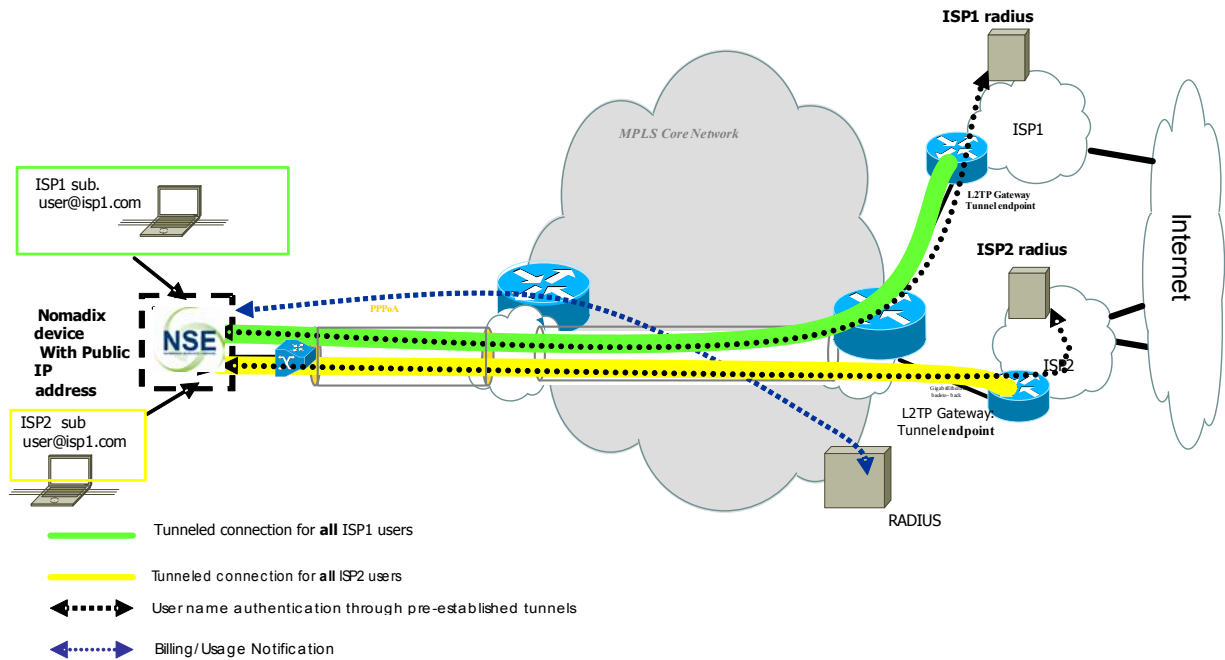 ISP1 radius
MPLS Core Network
ISP1
ISP1 sub.
user@isp1.com
L2TP Gateway
Tunnel endpoint
Internet
ISP2 radius
Nomadix
device
With Public
IP
address
NSE
PPPoA
ISP2
ISP2 sub
user@isp1.com
L2TP Gateway:
Tunnel endpoint
RADIUS
Tunneled connection for all ISP1 users
Tunneled connection for all ISP2 users
User name authentication through pre-established tunnels
Billing/Usage Notification